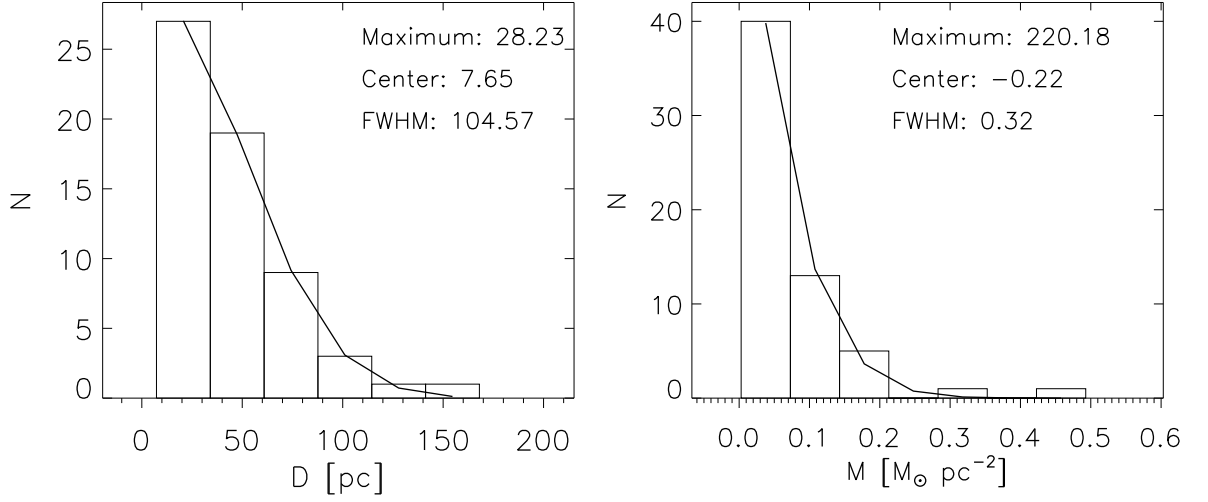 Maximum: 28.23
Center: 7.65
FWHM: 104.57
25
20
15
10
5
0
N
0 50 100 150 200
D [pc]
Maximum: 220.18
Center: −0.22
FWHM: 0.32
40
30
20
10
0
N
0.0 0.1 0.2 0.3 0.4 0.5 0.6
M [M⊙ pc⁻²]